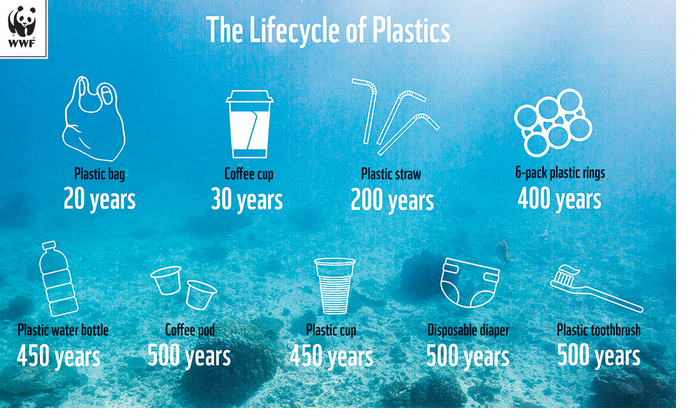 WWF
The Lifecycle of Plastics
Plastic bag
20 years
Coffee cup
30 years
Plastic straw
200 years
6-pack plastic rings
400 years
Plastic water bottle
450 years
Coffee pod
500 years
Plastic cup
450 years
Disposable diaper
500 years
Plastic toothbrush
500 years